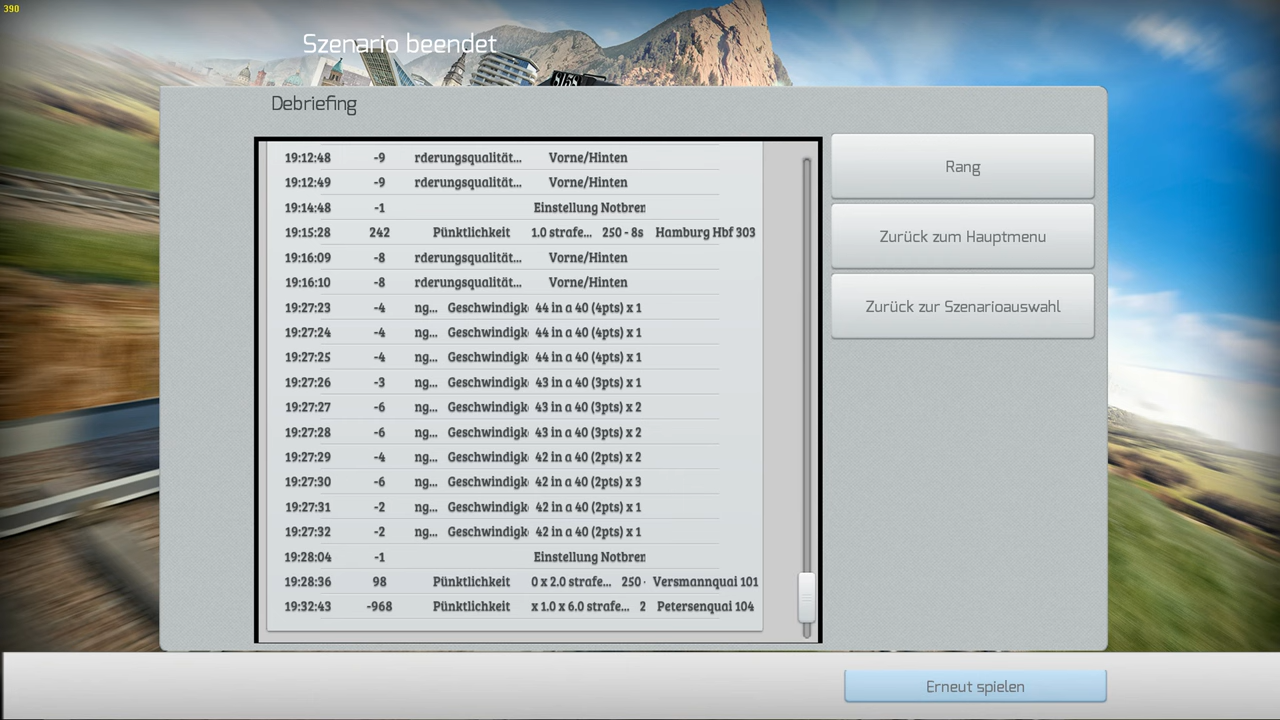 390
Szenario beendet
Debriefing
19:12:48 -9 rderungsqualität... Vorne/Hinten
19:12:49 -9 rderungsqualität... Vorne/Hinten
19:14:48 -1 Einstellung Notbren
19:15:28 242 Pünktlichkeit 1.0 strafe... 250 - 8s Hamburg Hbf 303
19:16:09 -8 rderungsqualität... Vorne/Hinten
19:16:10 -8 rderungsqualität... Vorne/Hinten
19:27:23 -4 ng... Geschwindigk 44 in a 40 (4pts) x 1
19:27:24 -4 ng... Geschwindigk 44 in a 40 (4pts) x 1
19:27:25 -4 ng... Geschwindigk 44 in a 40 (4pts) x 1
19:27:26 -3 ng... Geschwindigk 43 in a 40 (3pts) x 1
19:27:27 -6 ng... Geschwindigk 43 in a 40 (3pts) x 2
19:27:28 -6 ng... Geschwindigk 43 in a 40 (3pts) x 2
19:27:29 -4 ng... Geschwindigk 42 in a 40 (2pts) x 2
19:27:30 -6 ng... Geschwindigk 42 in a 40 (2pts) x 3
19:27:31 -2 ng... Geschwindigk 42 in a 40 (2pts) x 1
19:27:32 -2 ng... Geschwindigk 42 in a 40 (2pts) x 1
19:28:04 -1 Einstellung Notbren
19:28:36 98 Pünktlichkeit 0 x 2.0 strafe... 250 - Versmannquai 101
19:32:43 -968 Pünktlichkeit x 1.0 x 6.0 strafe... 2 Petersenquai 104
Rang
Zurück zum Hauptmenu
Zurück zur Szenarioauswahl
Erneut spielen